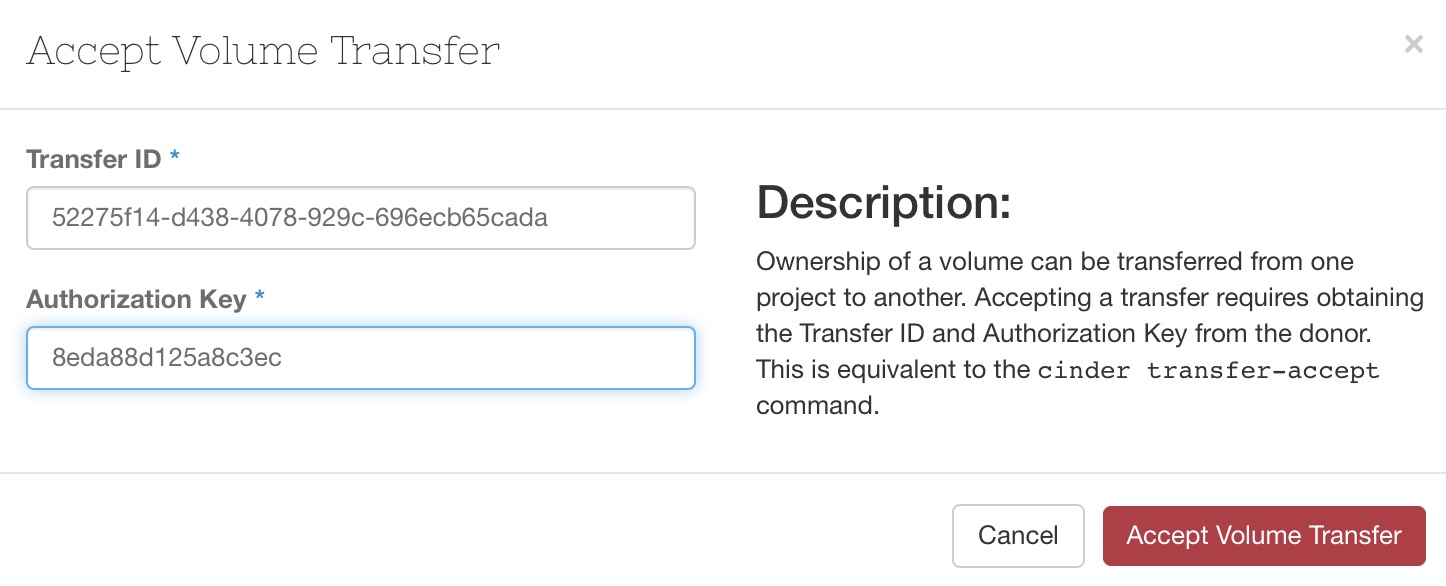 Accept Volume Transfer
×
Transfer ID *
52275f14-d438-4078-929c-696ecb65cada
Authorization Key *
8eda88d125a8c3ec
Description:
Ownership of a volume can be transferred from one
project to another. Accepting a transfer requires obtaining
the Transfer ID and Authorization Key from the donor.
This is equivalent to the cinder transfer-accept
command.
Cancel
Accept Volume Transfer